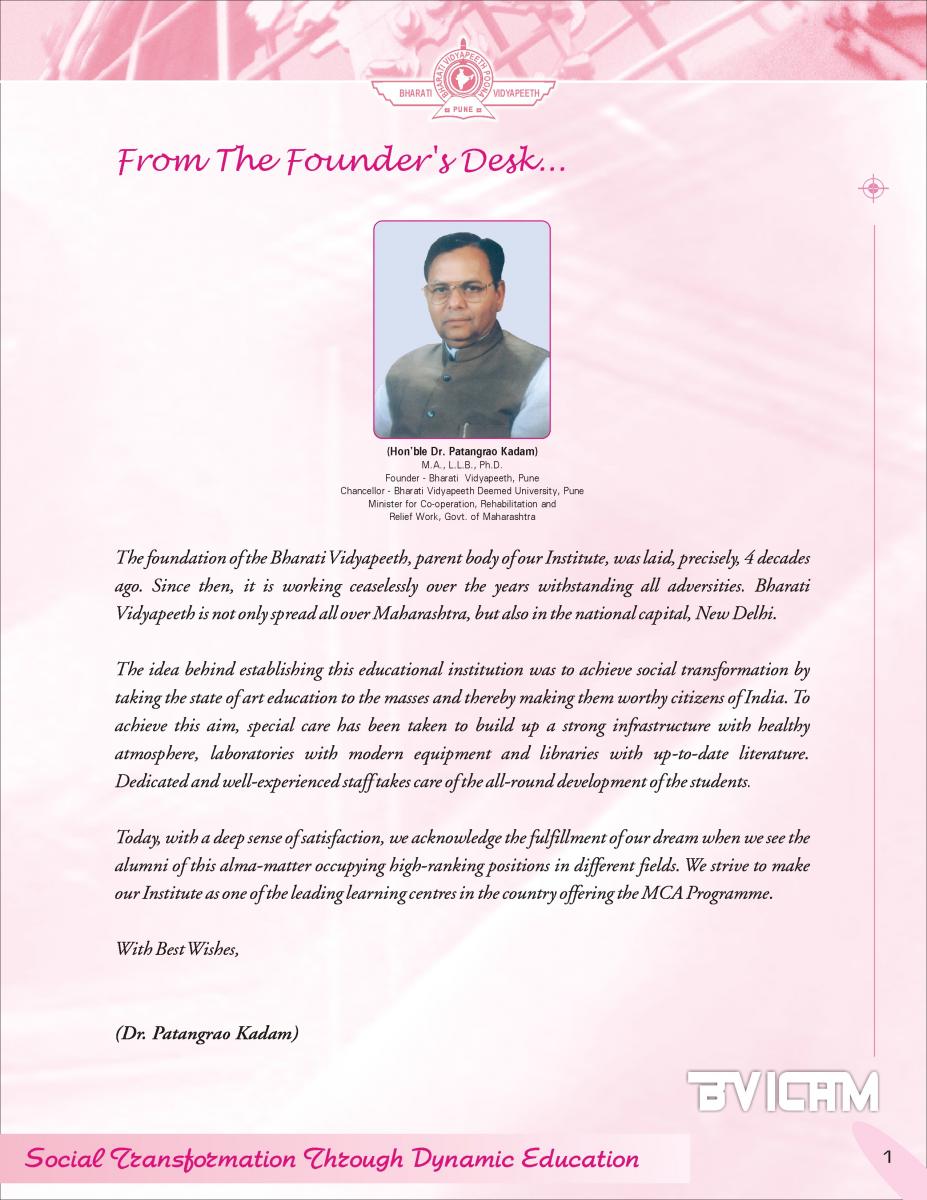 BHARATI VIDYAPEETH POONA
BHARATI VIDYAPEETH
PUNE
From The Founder's Desk...
(Hon'ble Dr. Patangrao Kadam)
M.A., L.L.B., Ph.D.
Founder - Bharati Vidyapeeth, Pune
Chancellor - Bharati Vidyapeeth Deemed University, Pune
Minister for Co-operation, Rehabilitation and
Relief Work, Govt. of Maharashtra
The foundation of the Bharati Vidyapeeth, parent body of our Institute, was laid, precisely, 4 decades
ago. Since then, it is working ceaselessly over the years withstanding all adversities. Bharati
Vidyapeeth is not only spread all over Maharashtra, but also in the national capital, New Delhi.
The idea behind establishing this educational institution was to achieve social transformation by
taking the state of art education to the masses and thereby making them worthy citizens of India. To
achieve this aim, special care has been taken to build up a strong infrastructure with healthy
atmosphere, laboratories with modern equipment and libraries with up-to-date literature.
Dedicated and well-experienced staff takes care of the all-round development of the students.
Today, with a deep sense of satisfaction, we acknowledge the fulfillment of our dream when we see the
alumni of this alma-matter occupying high-ranking positions in different fields. We strive to make
our Institute as one of the leading learning centres in the country offering the MCA Programme.
With Best Wishes,
(Dr. Patangrao Kadam)
BVICAM
Social Transformation Through Dynamic Education
1